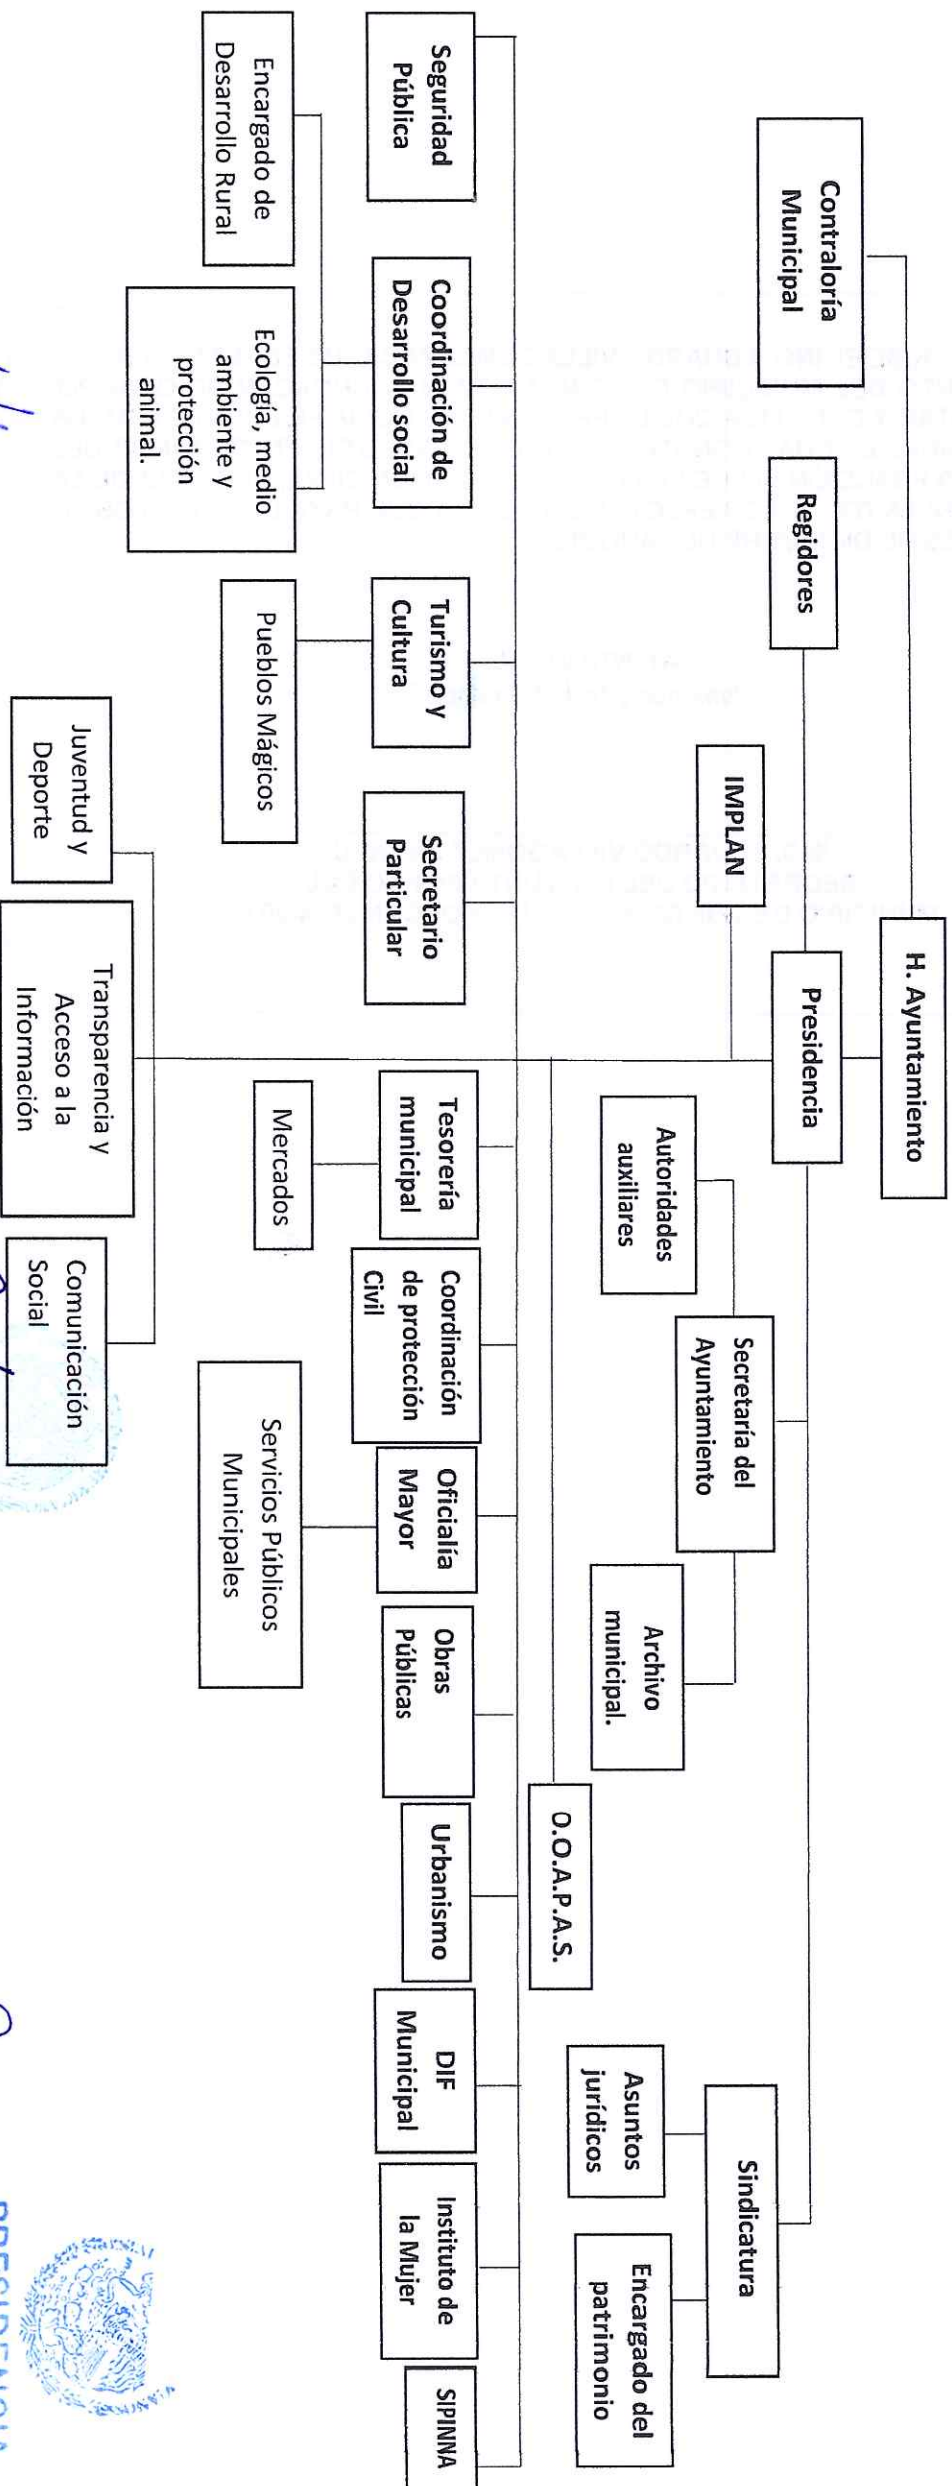 H. Ayuntamiento
Contraloría
Municipal
Regidores
Presidencia
IMPLAN
Secretaría del
Ayuntamiento
Autoridades
auxiliares
Archivo
municipal.
Sindicatura
Asuntos
jurídicos
Encargado del
patrimonio
O.O.A.P.A.S.
Seguridad
Pública
Coordinación de
Desarrollo social
Turismo y
Cultura
Secretario
Particular
Tesorería
municipal
Coordinación
de protección
Civil
Oficialía
Mayor
Obras
Públicas
Urbanismo
DIF
Municipal
Instituto de
la Mujer
SIPINNA
Encargado de
Desarrollo Rural
Ecología, medio
ambiente y
protección
animal.
Pueblos Mágicos
Mercados
Servicios Públicos
Municipales
Juventud y
Deporte
Transparencia y
Acceso a la
Información
Comunicación
Social
PRESIDENCIA